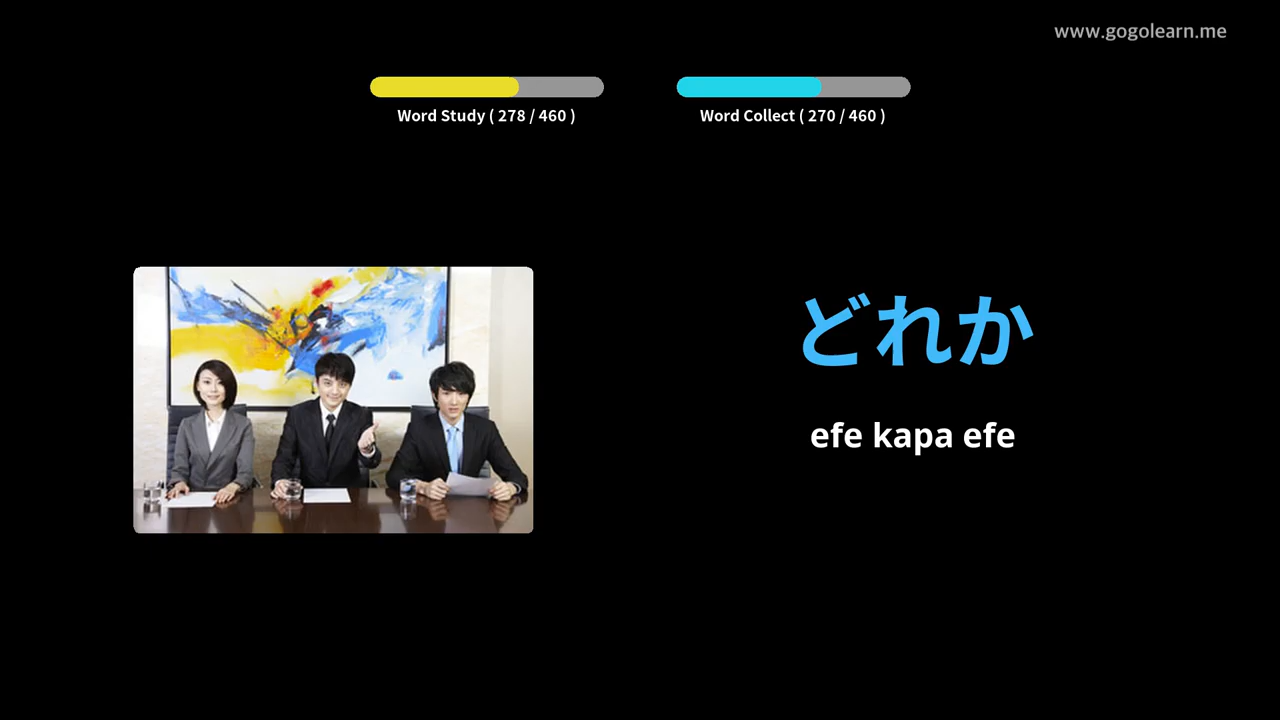 www.gogolearn.me
Word Study ( 278 / 460 )
Word Collect ( 270 / 460 )
どれか
efe kapa efe